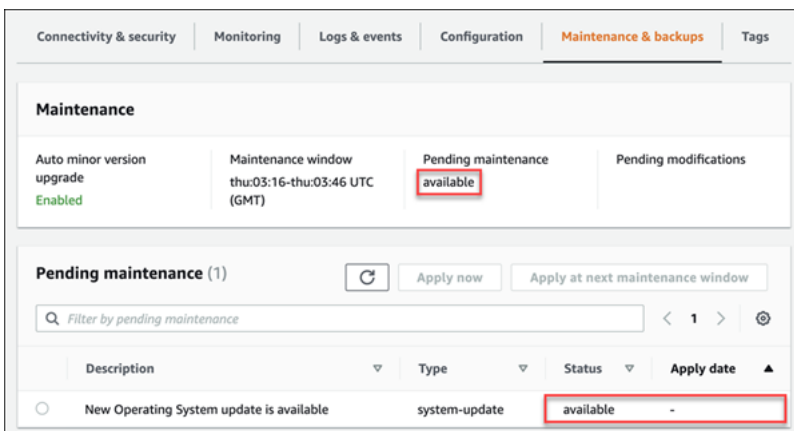 Connectivity & security Monitoring Logs & events Configuration Maintenance & backups Tags
Maintenance
Auto minor version upgrade
Enabled
Maintenance window
thu:03:16-thu:03:46 UTC (GMT)
Pending maintenance
available
Pending modifications
Pending maintenance (1) Apply now Apply at next maintenance window
Filter by pending maintenance < 1 >
Description Type Status Apply date
New Operating System update is available system-update available -